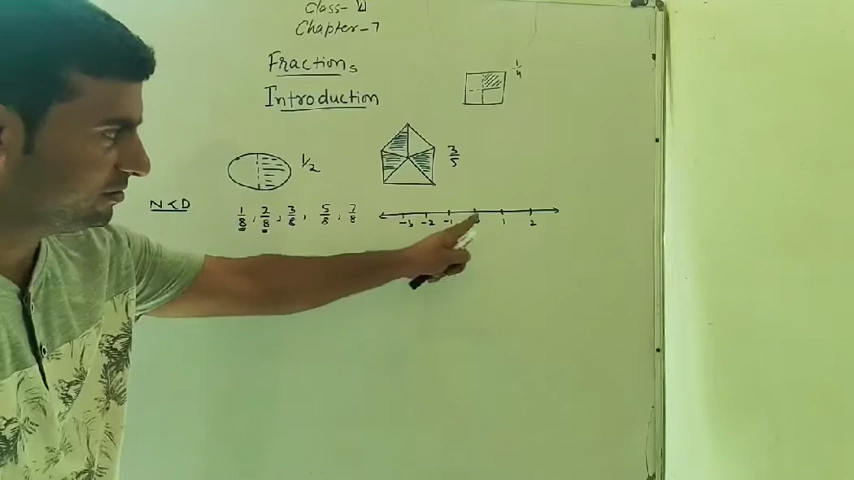 Class-VI
Chapter-7
Fractions
Introduction
1/4
1/2
3/5
N<D
1/8, 2/8, 3/8, 5/8, 7/8
-3 -2 -1 1 2